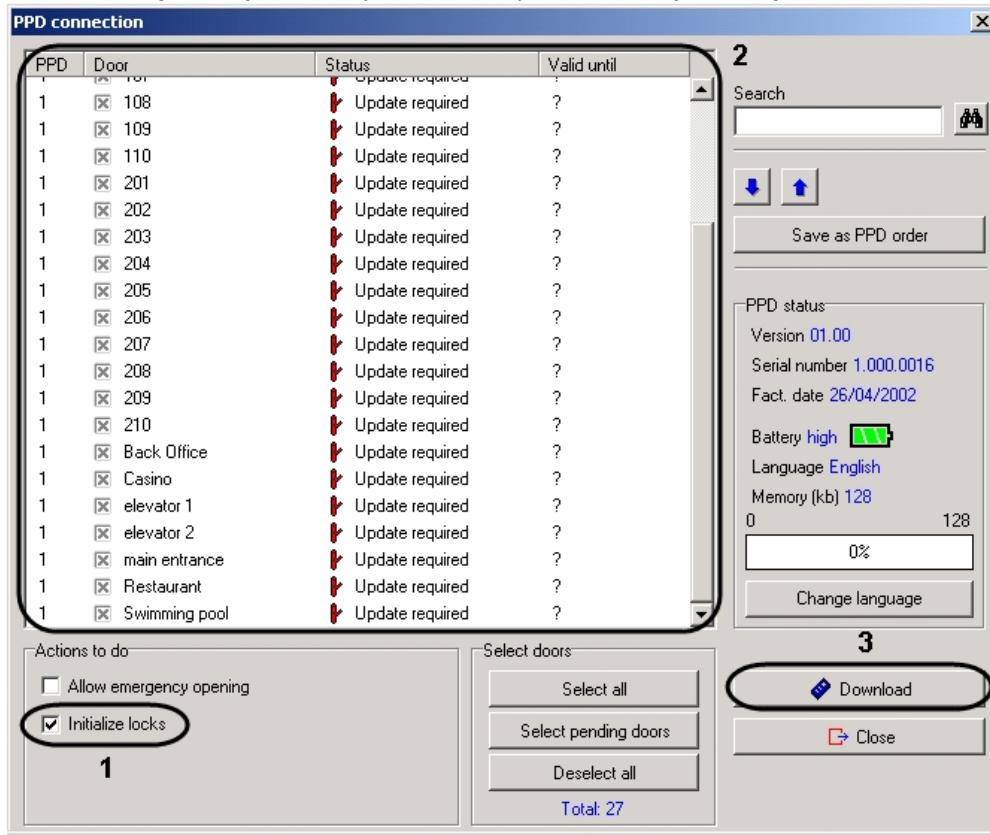 PPD connection
PPD Door Status Valid until
1 108 Update required ?
1 109 Update required ?
1 110 Update required ?
1 201 Update required ?
1 202 Update required ?
1 203 Update required ?
1 204 Update required ?
1 205 Update required ?
1 206 Update required ?
1 207 Update required ?
1 208 Update required ?
1 209 Update required ?
1 210 Update required ?
1 Back Office Update required ?
1 Casino Update required ?
1 elevator 1 Update required ?
1 elevator 2 Update required ?
1 main entrance Update required ?
1 Restaurant Update required ?
1 Swimming pool Update required ?
2
Search
Save as PPD order
PPD status
Version 01.00
Serial number 1.000.0016
Fact. date 26/04/2002
Battery high
Language English
Memory (kb) 128
0 128
0%
Change language
3
Download
Close
Actions to do
Allow emergency opening
Initialize locks
1
Select doors
Select all
Select pending doors
Deselect all
Total: 27